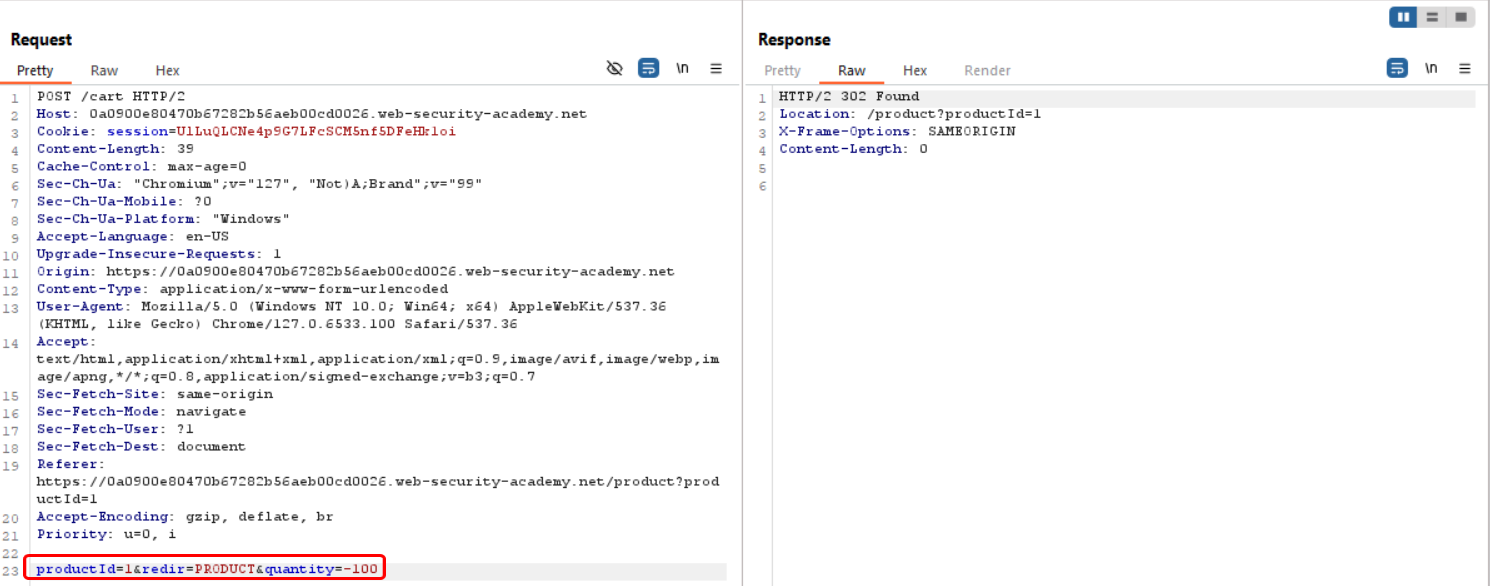 Request
Pretty Raw Hex \n
1 POST /cart HTTP/2
2 Host: 0a0900e80470b67282b56aeb00cd0026.web-security-academy.net
3 Cookie: session=UlLuQLCNe4p9G7LFcSCM5nf5DFeHkloi
4 Content-Length: 39
5 Cache-Control: max-age=0
6 Sec-Ch-Ua: "Chromium";v="127", "Not)A;Brand";v="99"
7 Sec-Ch-Ua-Mobile: ?0
8 Sec-Ch-Ua-Platform: "Windows"
9 Accept-Language: en-US
10 Upgrade-Insecure-Requests: 1
11 Origin: https://0a0900e80470b67282b56aeb00cd0026.web-security-academy.net
12 Content-Type: application/x-www-form-urlencoded
13 User-Agent: Mozilla/5.0 (Windows NT 10.0; Win64; x64) AppleWebKit/537.36
(KHTML, like Gecko) Chrome/127.0.6533.100 Safari/537.36
14 Accept:
text/html,application/xhtml+xml,application/xml;q=0.9,image/avif,image/webp,im
age/apng,*/*;q=0.8,application/signed-exchange;v=b3;q=0.7
15 Sec-Fetch-Site: same-origin
16 Sec-Fetch-Mode: navigate
17 Sec-Fetch-User: ?1
18 Sec-Fetch-Dest: document
19 Referer:
https://0a0900e80470b67282b56aeb00cd0026.web-security-academy.net/product?prod
uctId=1
20 Accept-Encoding: gzip, deflate, br
21 Priority: u=0, i
22
23 productId=1&redir=PRODUCT&quantity=-100
Response
Pretty Raw Hex Render \n
1 HTTP/2 302 Found
2 Location: /product?productId=1
3 X-Frame-Options: SAMEORIGIN
4 Content-Length: 0
5
6